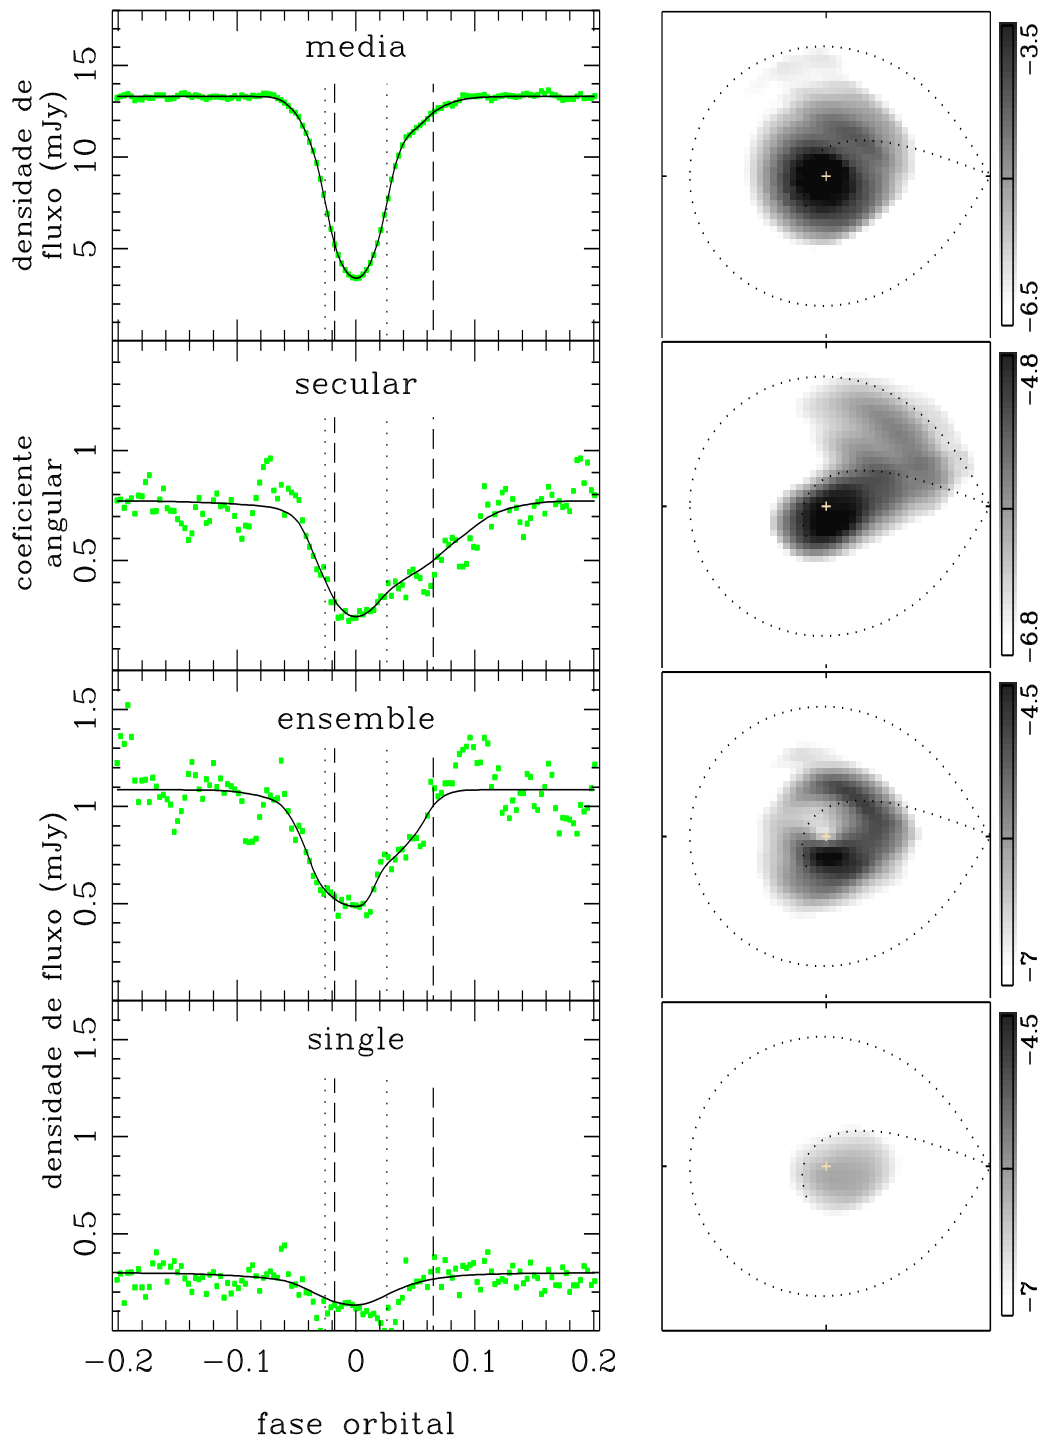 media
densidade de
fluxo (mJy)
15
10
5
−3.5
−6.5
secular
coeficiente
angular
1
0.5
−4.8
−6.8
ensemble
1.5
1
0.5
−4.5
−7
densidade de fluxo (mJy)
single
1.5
1
0.5
−4.5
−7
−0.2 −0.1 0 0.1 0.2
fase orbital